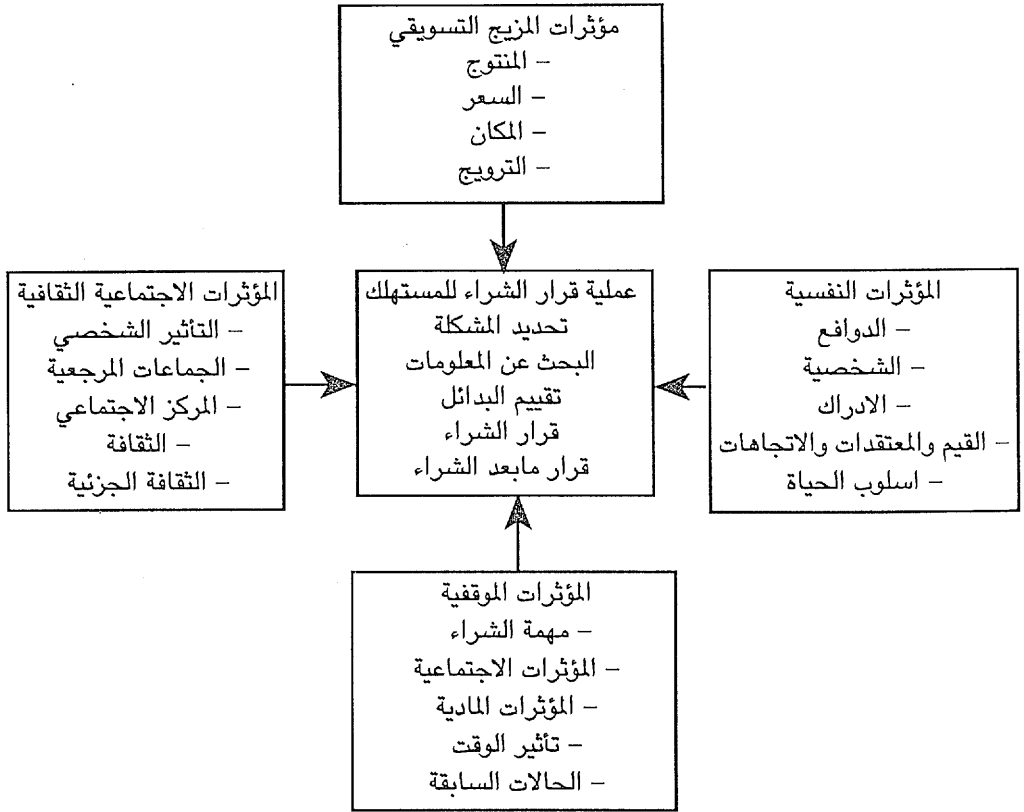 مؤثرات المزيج التسويقي
– المنتوج
– السعر
– المكان
– الترويج
المؤثرات النفسية
– الدوافع
– الشخصية
– الادراك
– القيم والمعتقدات والاتجاهات
– اسلوب الحياة
عملية قرار الشراء للمستهلك
تحديد المشكلة
البحث عن المعلومات
تقييم البدائل
قرار الشراء
قرار مابعد الشراء
المؤثرات الاجتماعية الثقافية
– التأثير الشخصي
– الجماعات المرجعية
– المركز الاجتماعي
– الثقافة
– الثقافة الجزئية
المؤثرات الموقفية
– مهمة الشراء
– المؤثرات الاجتماعية
– المؤثرات المادية
– تأثير الوقت
– الحالات السابقة